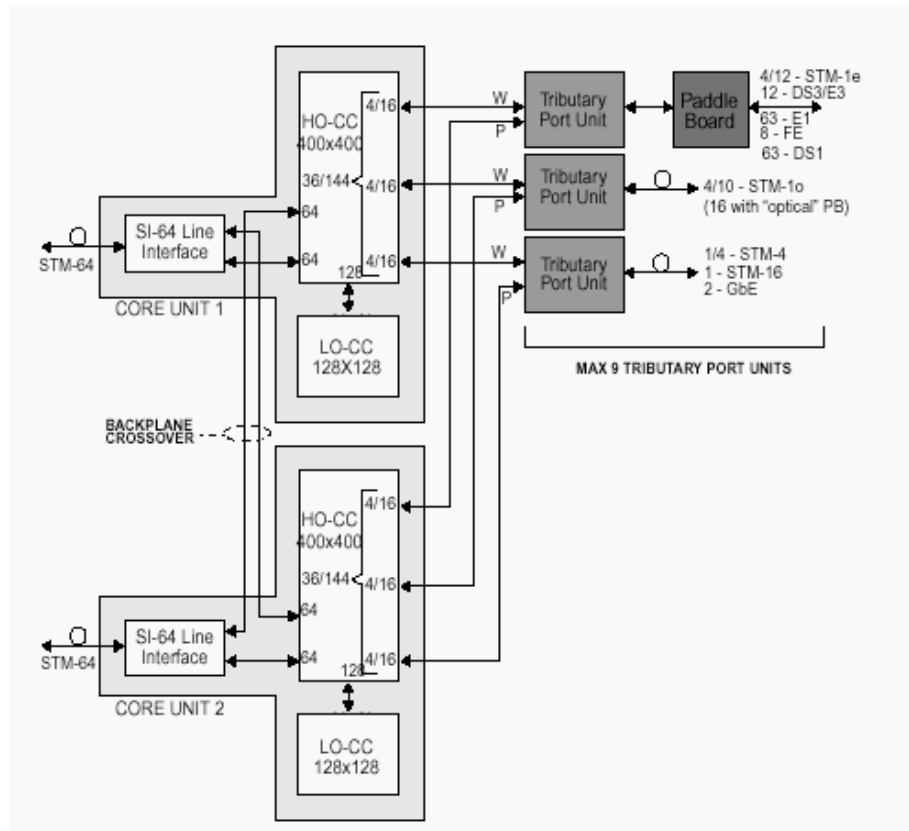 4/16
HO-CC
400x400
36/144
4/16
64
64
128
4/16
W
P
Tributary
Port Unit
Paddle
Board
4/12 - STM-1e
12 - DS3/E3
63 - E1
8 - FE
63 - DS1
W
P
Tributary
Port Unit
4/10 - STM-1o
(16 with "optical" PB)
W
P
Tributary
Port Unit
1/4 - STM-4
1 - STM-16
2 - GbE
MAX 9 TRIBUTARY PORT UNITS
STM-64
SI-64 Line
Interface
CORE UNIT 1
LO-CC
128X128
BACKPLANE
CROSSOVER
4/16
HO-CC
400x400
36/144
4/16
64
64
128
4/16
STM-64
SI-64 Line
Interface
CORE UNIT 2
LO-CC
128x128